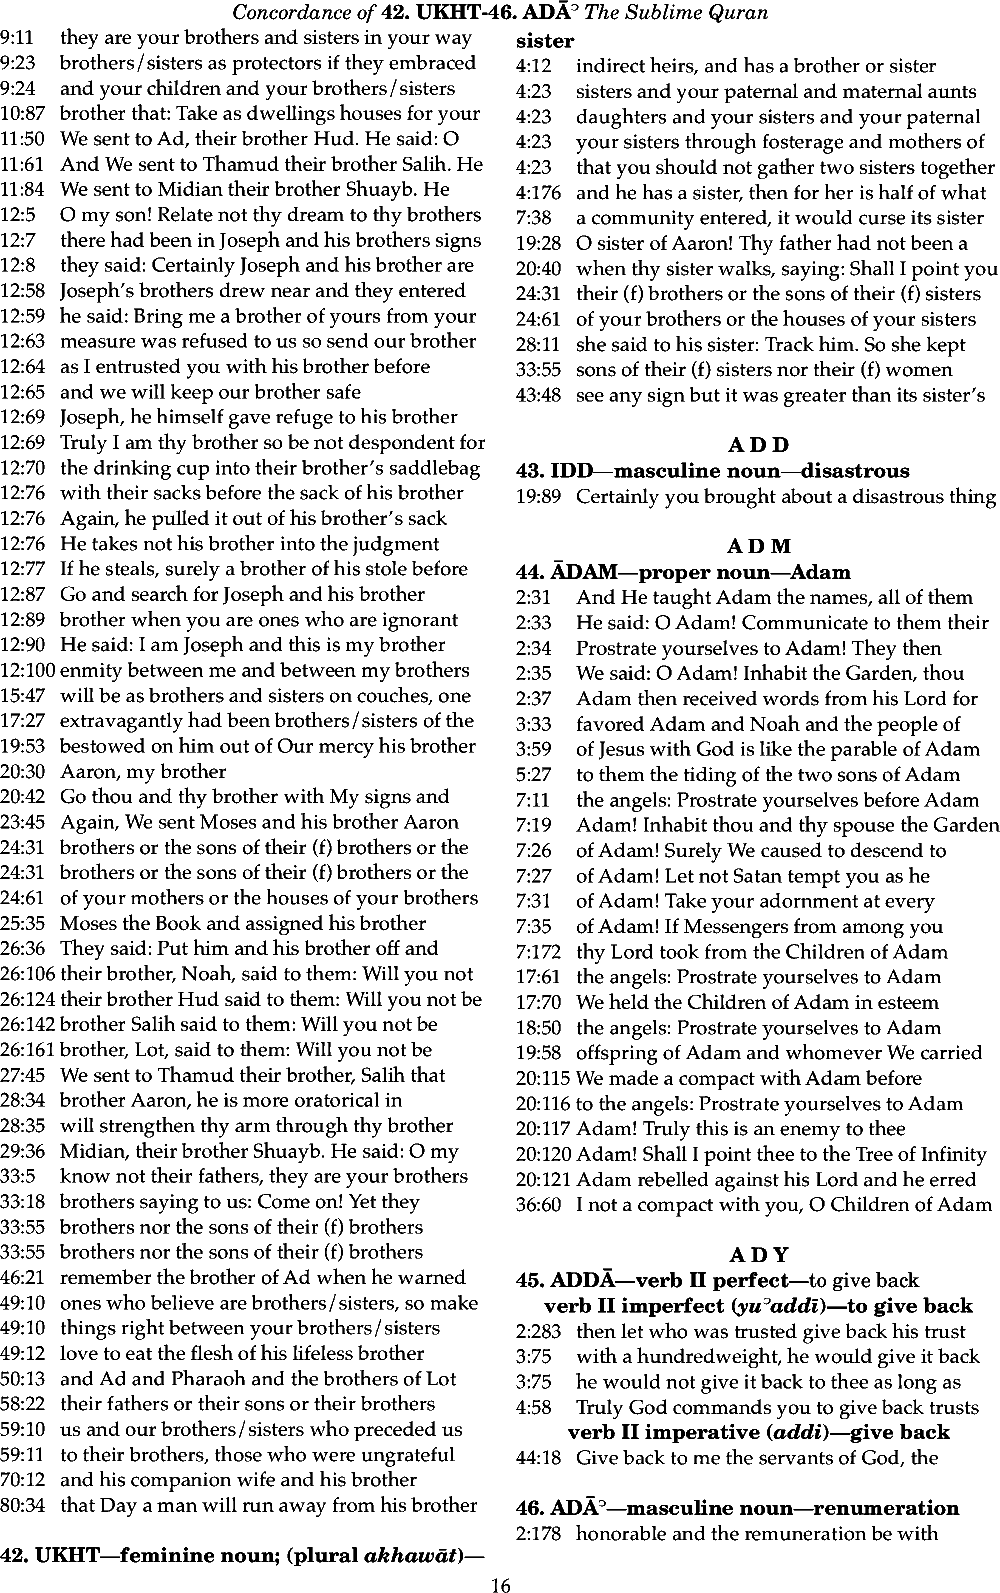 Concordance of 42. UKHT-46. ADĀʾ The Sublime Quran
9:11 they are your brothers and sisters in your way
9:23 brothers/sisters as protectors if they embraced
9:24 and your children and your brothers/sisters
10:87 brother that: Take as dwellings houses for your
11:50 We sent to Ad, their brother Hud. He said: O
11:61 And We sent to Thamud their brother Salih. He
11:84 We sent to Midian their brother Shuayb. He
12:5 O my son! Relate not thy dream to thy brothers
12:7 there had been in Joseph and his brothers signs
12:8 they said: Certainly Joseph and his brother are
12:58 Joseph's brothers drew near and they entered
12:59 he said: Bring me a brother of yours from your
12:63 measure was refused to us so send our brother
12:64 as I entrusted you with his brother before
12:65 and we will keep our brother safe
12:69 Joseph, he himself gave refuge to his brother
12:69 Truly I am thy brother so be not despondent for
12:70 the drinking cup into their brother's saddlebag
12:76 with their sacks before the sack of his brother
12:76 Again, he pulled it out of his brother's sack
12:76 He takes not his brother into the judgment
12:77 If he steals, surely a brother of his stole before
12:87 Go and search for Joseph and his brother
12:89 brother when you are ones who are ignorant
12:90 He said: I am Joseph and this is my brother
12:100 enmity between me and between my brothers
15:47 will be as brothers and sisters on couches, one
17:27 extravagantly had been brothers/sisters of the
19:53 bestowed on him out of Our mercy his brother
20:30 Aaron, my brother
20:42 Go thou and thy brother with My signs and
23:45 Again, We sent Moses and his brother Aaron
24:31 brothers or the sons of their (f) brothers or the
24:31 brothers or the sons of their (f) brothers or the
24:61 of your mothers or the houses of your brothers
25:35 Moses the Book and assigned his brother
26:36 They said: Put him and his brother off and
26:106 their brother, Noah, said to them: Will you not
26:124 their brother Hud said to them: Will you not be
26:142 brother Salih said to them: Will you not be
26:161 brother, Lot, said to them: Will you not be
27:45 We sent to Thamud their brother, Salih that
28:34 brother Aaron, he is more oratorical in
28:35 will strengthen thy arm through thy brother
29:36 Midian, their brother Shuayb. He said: O my
33:5 know not their fathers, they are your brothers
33:18 brothers saying to us: Come on! Yet they
33:55 brothers nor the sons of their (f) brothers
33:55 brothers nor the sons of their (f) brothers
46:21 remember the brother of Ad when he warned
49:10 ones who believe are brothers/sisters, so make
49:10 things right between your brothers/sisters
49:12 love to eat the flesh of his lifeless brother
50:13 and Ad and Pharaoh and the brothers of Lot
58:22 their fathers or their sons or their brothers
59:10 us and our brothers/sisters who preceded us
59:11 to their brothers, those who were ungrateful
70:12 and his companion wife and his brother
80:34 that Day a man will run away from his brother
42. UKHT—feminine noun; (plural akhawāt)—
sister
4:12 indirect heirs, and has a brother or sister
4:23 sisters and your paternal and maternal aunts
4:23 daughters and your sisters and your paternal
4:23 your sisters through fosterage and mothers of
4:23 that you should not gather two sisters together
4:176 and he has a sister, then for her is half of what
7:38 a community entered, it would curse its sister
19:28 O sister of Aaron! Thy father had not been a
20:40 when thy sister walks, saying: Shall I point you
24:31 their (f) brothers or the sons of their (f) sisters
24:61 of your brothers or the houses of your sisters
28:11 she said to his sister: Track him. So she kept
33:55 sons of their (f) sisters nor their (f) women
43:48 see any sign but it was greater than its sister's
A D D
43. IDD—masculine noun—disastrous
19:89 Certainly you brought about a disastrous thing
A D M
44. ĀDAM—proper noun—Adam
2:31 And He taught Adam the names, all of them
2:33 He said: O Adam! Communicate to them their
2:34 Prostrate yourselves to Adam! They then
2:35 We said: O Adam! Inhabit the Garden, thou
2:37 Adam then received words from his Lord for
3:33 favored Adam and Noah and the people of
3:59 of Jesus with God is like the parable of Adam
5:27 to them the tiding of the two sons of Adam
7:11 the angels: Prostrate yourselves before Adam
7:19 Adam! Inhabit thou and thy spouse the Garden
7:26 of Adam! Surely We caused to descend to
7:27 of Adam! Let not Satan tempt you as he
7:31 of Adam! Take your adornment at every
7:35 of Adam! If Messengers from among you
7:172 thy Lord took from the Children of Adam
17:61 the angels: Prostrate yourselves to Adam
17:70 We held the Children of Adam in esteem
18:50 the angels: Prostrate yourselves to Adam
19:58 offspring of Adam and whomever We carried
20:115 We made a compact with Adam before
20:116 to the angels: Prostrate yourselves to Adam
20:117 Adam! Truly this is an enemy to thee
20:120 Adam! Shall I point thee to the Tree of Infinity
20:121 Adam rebelled against his Lord and he erred
36:60 I not a compact with you, O Children of Adam
A D Y
45. ADDĀ—verb II perfect—to give back
verb II imperfect (yuʾaddī)—to give back
2:283 then let who was trusted give back his trust
3:75 with a hundredweight, he would give it back
3:75 he would not give it back to thee as long as
4:58 Truly God commands you to give back trusts
verb II imperative (addi)—give back
44:18 Give back to me the servants of God, the
46. ADĀʾ—masculine noun—renumeration
2:178 honorable and the remuneration be with
16